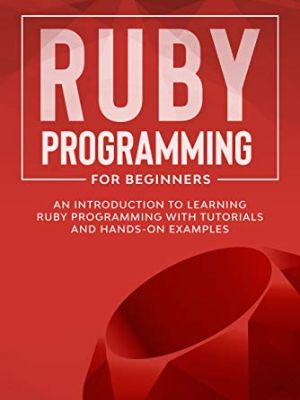 RUBY
PROGRAMMING
FOR BEGINNERS
AN INTRODUCTION TO LEARNING
RUBY PROGRAMMING WITH TUTORIALS
AND HANDS-ON EXAMPLES